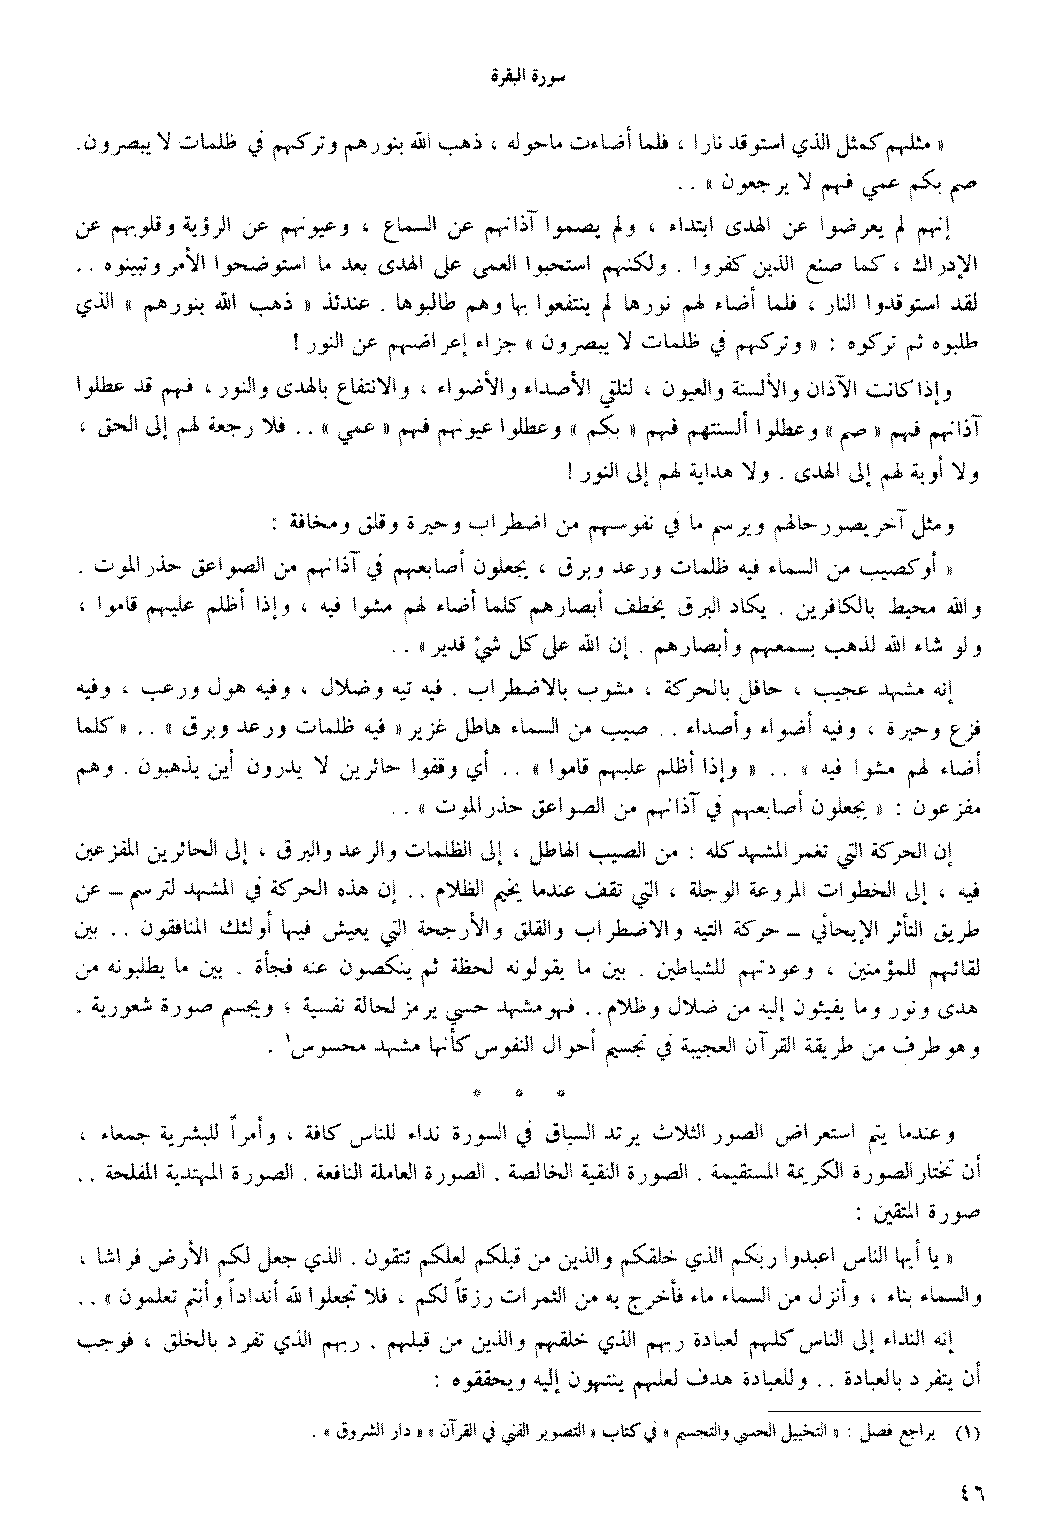 سورة البقرة
« مثلهم كمثل الذي استوقد نارا ، فلما أضاءت ماحوله ، ذهب الله بنورهم وتركهم في ظلمات لا يبصرون.
صم بكم عمي فهم لا يرجعون » ..
إنهم لم يعرضوا عن الهدى ابتداء ، ولم يصموا آذانهم عن السماع ، وعيونهم عن الرؤية وقلوبهم عن
الإدراك ، كما صنع الذين كفروا . ولكنهم استحبوا العمى على الهدى بعد ما استوضحوا الأمر وتبينوه ..
لقد استوقدوا النار ، فلما أضاء لهم نورها لم ينتفعوا بها وهم طالبوها . عندئذ « ذهب الله بنورهم » الذي
طلبوه ثم تركوه : « وتركهم في ظلمات لا يبصرون » جزاء إعراضهم عن النور !
وإذا كانت الآذان والألسنة والعيون ، لتلقي الأصداء والأضواء ، والانتفاع بالهدى والنور ، فهم قد عطلوا
آذانهم فهم « صم » وعطلوا ألسنتهم فهم « بكم » وعطلوا عيونهم فهم « عمي » .. فلا رجعة لهم إلى الحق ،
ولا أوبة لهم إلى الهدى . ولا هداية لهم إلى النور !
ومثل آخر يصور حالهم ويرسم ما في نفوسهم من اضطراب وحيرة وقلق ومخافة :
« أوكصيب من السماء فيه ظلمات ورعد وبرق ، يجعلون أصابعهم في آذانهم من الصواعق حذر الموت .
والله محيط بالكافرين . يكاد البرق يخطف أبصارهم كلما أضاء لهم مشوا فيه ، وإذا أظلم عليهم قاموا ،
ولو شاء الله لذهب بسمعهم وأبصارهم . إن الله على كل شيئ قدير » ..
إنه مشهد عجيب ، حافل بالحركة ، مشوب بالاضطراب . فيه تيه وضلال ، وفيه هول ورعب ، وفيه
فزع وحيرة ، وفيه أضواء وأصداء .. صيب من السماء هاطل غزير « فيه ظلمات ورعد وبرق » .. « كلما
أضاء لهم مشوا فيه » .. « وإذا أظلم عليهم قاموا » .. أي وقفوا حائرين لا يدرون أين يذهبون . وهم
مفزعون : « يجعلون أصابعهم في آذانهم من الصواعق حذر الموت » ..
إن الحركة التي تغمر المشهد كله : من الصيب الهاطل ، إلى الظلمات والرعد والبرق ، إلى الحائرين المفزعين
فيه ، إلى الخطوات المروعة الوجلة ، التي تقف عندما يخيم الظلام .. إن هذه الحركة في المشهد لترسم – عن
طريق التأثر الإيحائي – حركة التيه والاضطراب والقلق والأرجحة التي يعيش فيها أولئك المنافقون .. بين
لقائهم للمؤمنين ، وعودتهم للشياطين . بين ما يقولونه لحظة ثم ينكصون عنه فجأة . بين ما يطلبونه من
هدى ونور وما يفيئون إليه من ضلال وظلام .. فهو مشهد حسي يرمز لحالة نفسية ؛ ويجسم صورة شعورية .
وهو طرف من طريقة القرآن العجيبة في تجسيم أحوال النفوس كأنها مشهد محسوس¹ .
* * *
وعندما يتم استعراض الصور الثلاث يرتد السياق في السورة نداء للناس كافة ، وأمراً للبشرية جمعاء ،
أن تختار الصورة الكريمة المستقيمة . الصورة النقية الخالصة . الصورة العاملة النافعة . الصورة المهتدية المفلحة ..
صورة المتقين :
« يا أيها الناس اعبدوا ربكم الذي خلقكم والذين من قبلكم لعلكم تتقون . الذي جعل لكم الأرض فراشا ،
والسماء بناء ، وأنزل من السماء ماء فأخرج به من الثمرات رزقاً لكم ، فلا تجعلوا لله أنداداً وأنتم تعلمون » ..
إنه النداء إلى الناس كلهم لعبادة ربهم الذي خلقهم والذين من قبلهم . ربهم الذي تفرد بالخلق ، فوجب
أن يتفرد بالعبادة .. وللعبادة هدف لعلهم ينتهون إليه ويحققوه :
(١) يراجع فصل : « التخييل الحسي والتجسيم » في كتاب « التصوير الفني في القرآن » « دار الشروق » .
٤٦